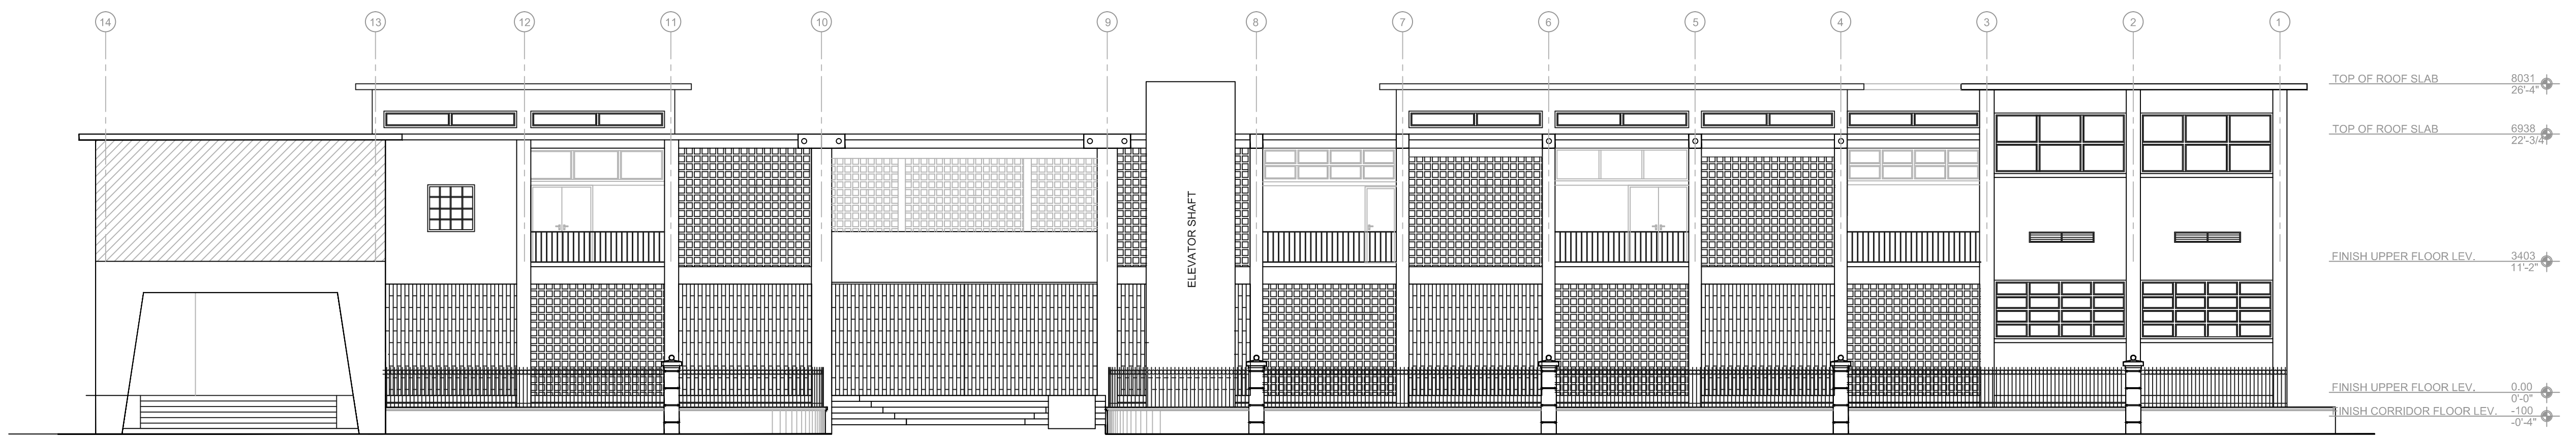 14 13 12 11 10 9 8 7 6 5 4 3 2 1
TOP OF ROOF SLAB 8031
26'-4"
TOP OF ROOF SLAB 6938
22'-3/4"
ELEVATOR SHAFT
FINISH UPPER FLOOR LEV. 3403
11'-2"
FINISH UPPER FLOOR LEV. 0.00
0'-0"
FINISH CORRIDOR FLOOR LEV. -100
-0'-4"